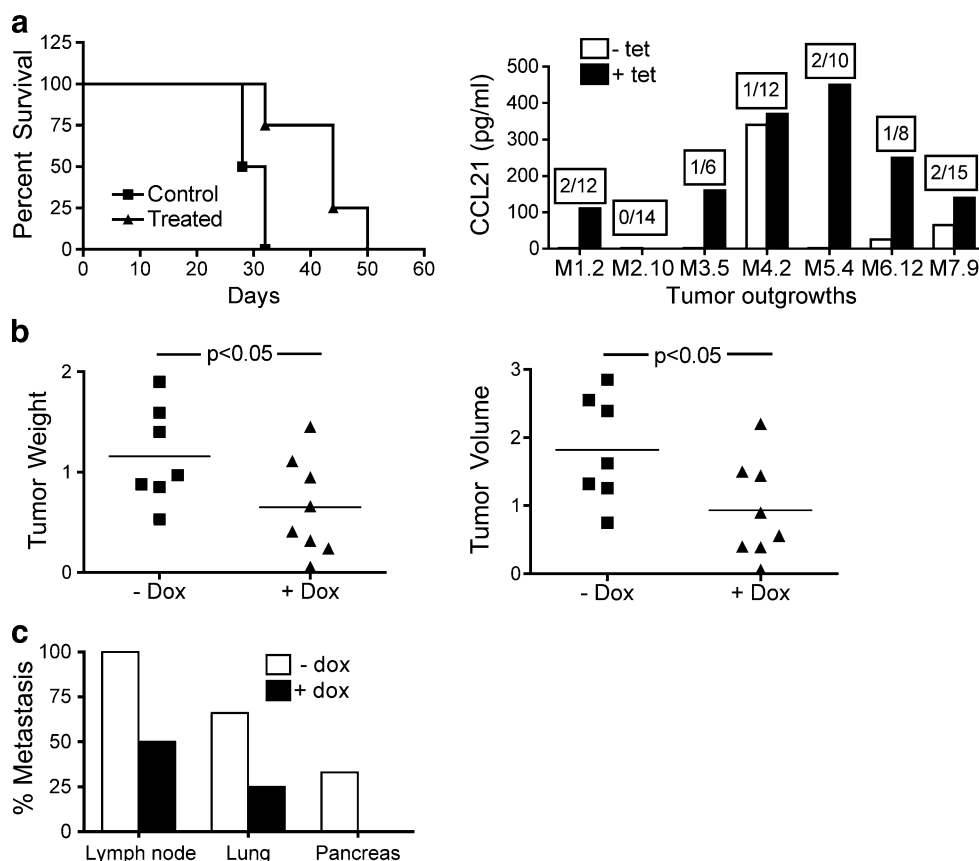 a
125
100
75
50
25
0
Percent Survival
Control
Treated
0 10 20 30 40 50 60
Days
- tet
+ tet
500
400
300
200
100
0
CCL21 (pg/ml)
2/12
0/14
1/6
1/12
2/10
1/8
2/15
M1.2 M2.10 M3.5 M4.2 M5.4 M6.12 M7.9
Tumor outgrowths
b
p<0.05
2
1
0
Tumor Weight
- Dox + Dox
p<0.05
3
2
1
0
Tumor Volume
- Dox + Dox
c
100
75
50
25
0
% Metastasis
- dox
+ dox
Lymph node Lung Pancreas